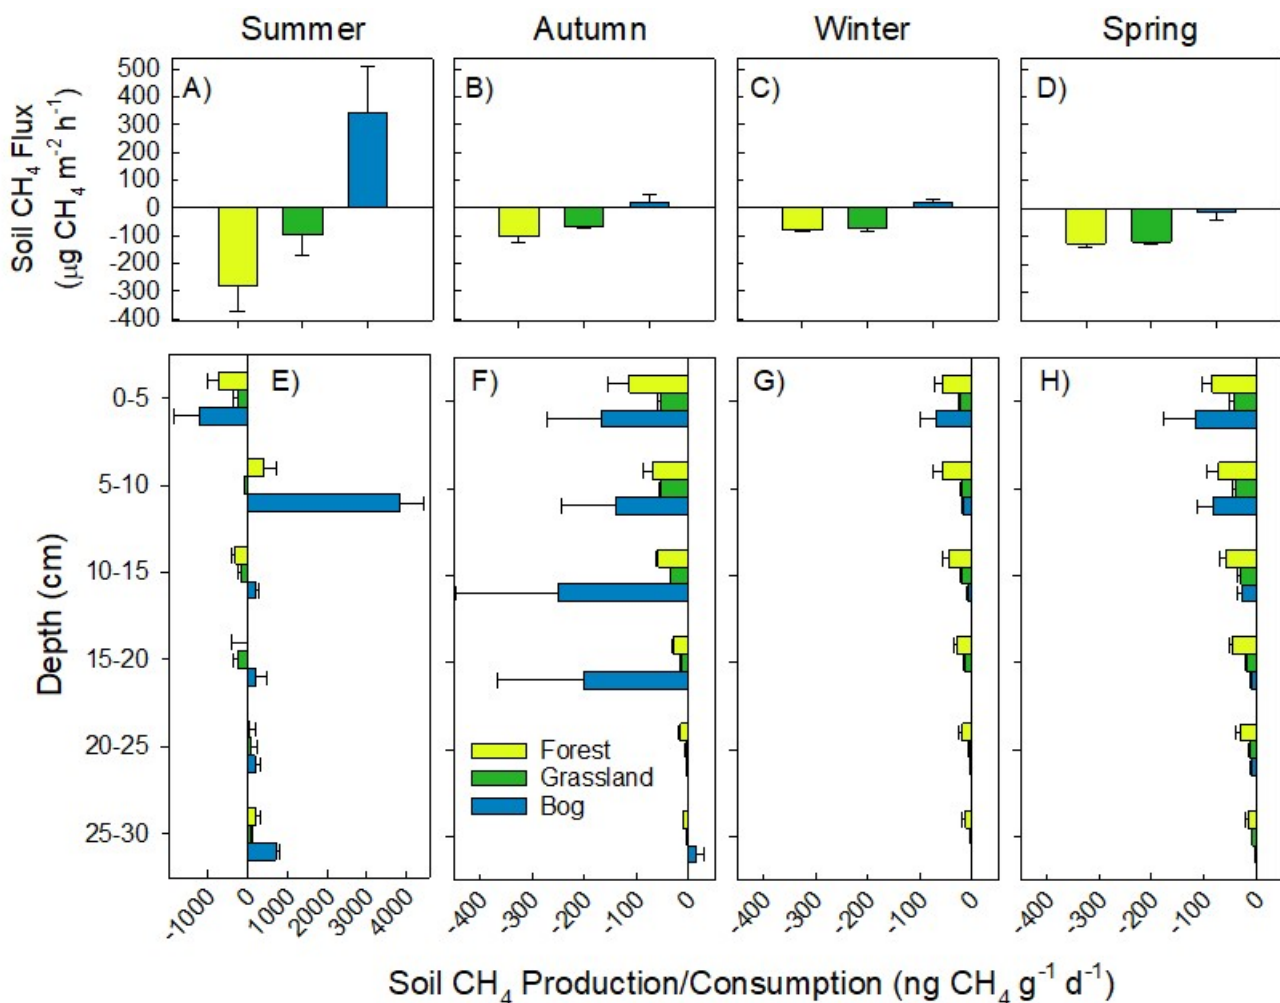 Summer Autumn Winter Spring
A) B) C) D)
Soil CH4 Flux
(μg CH4 m-2 h-1)
500
400
300
200
100
0
-100
-200
-300
-400
E) F) G) H)
Depth (cm)
0-5
5-10
10-15
15-20
20-25
25-30
Forest
Grassland
Bog
-1000 0 1000 2000 3000 4000
-400 -300 -200 -100 0
-400 -300 -200 -100 0
-400 -300 -200 -100 0
Soil CH4 Production/Consumption (ng CH4 g-1 d-1)